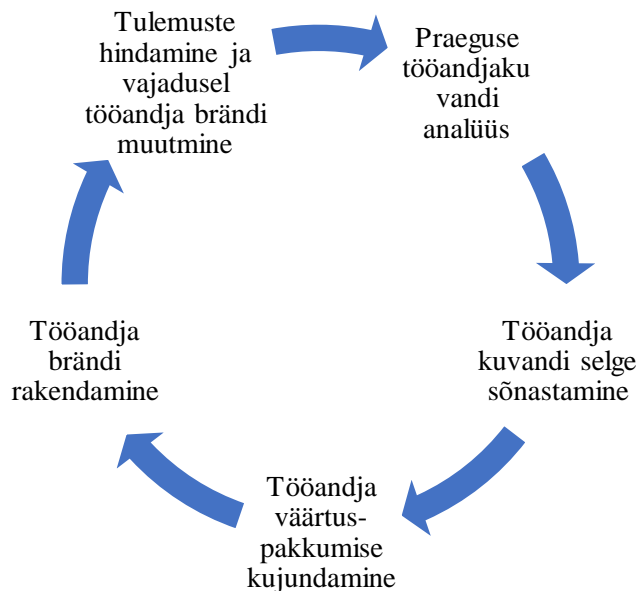 Tulemuste
hindamine ja
vajadusel
tööandja brändi
muutmine
Praeguse
tööandjaku
vandi
analüüs
Tööandja
kuvandi selge
sõnastamine
Tööandja
väärtus-
pakkumise
kujundamine
Tööandja
brändi
rakendamine